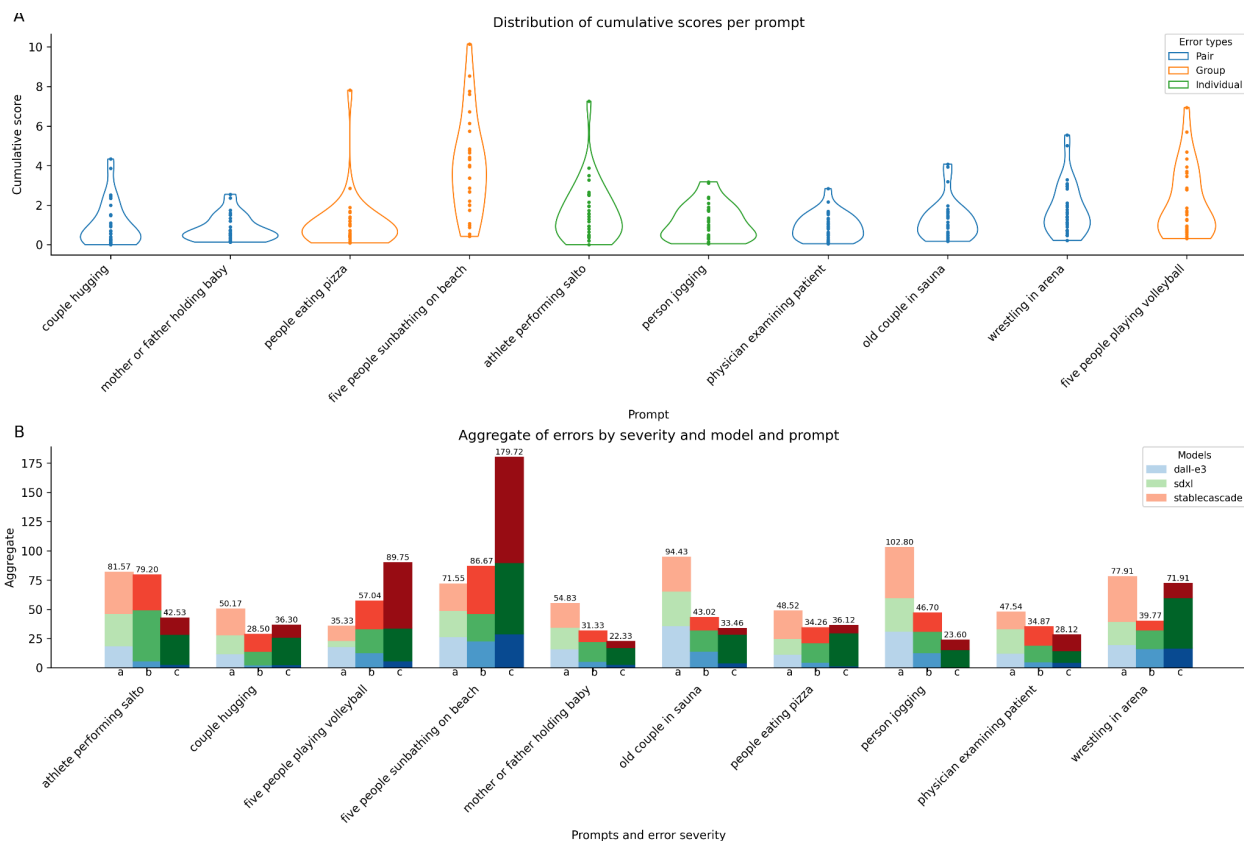 A
Distribution of cumulative scores per prompt
Cumulative score
10
8
6
4
2
0
Error types
Pair
Group
Individual
couple hugging
mother or father holding baby
people eating pizza
five people sunbathing on beach
athlete performing salto
person jogging
physician examining patient
old couple in sauna
wrestling in arena
five people playing volleyball
Prompt
B
Aggregate of errors by severity and model and prompt
Aggregate
175
150
125
100
75
50
25
0
Models
dall-e3
sdxl
stablecascade
81.57 79.20 42.53
50.17 28.50 36.30
35.33 57.04 89.75
71.55 86.67 179.72
54.83 31.33 22.33
94.43 43.02 33.46
48.52 34.26 36.12
102.80 46.70 23.60
47.54 34.87 28.12
77.91 39.77 71.91
a b c a b c a b c a b c a b c a b c a b c a b c a b c a b c
athlete performing salto
couple hugging
five people playing volleyball
five people sunbathing on beach
mother or father holding baby
old couple in sauna
people eating pizza
person jogging
physician examining patient
wrestling in arena
Prompts and error severity